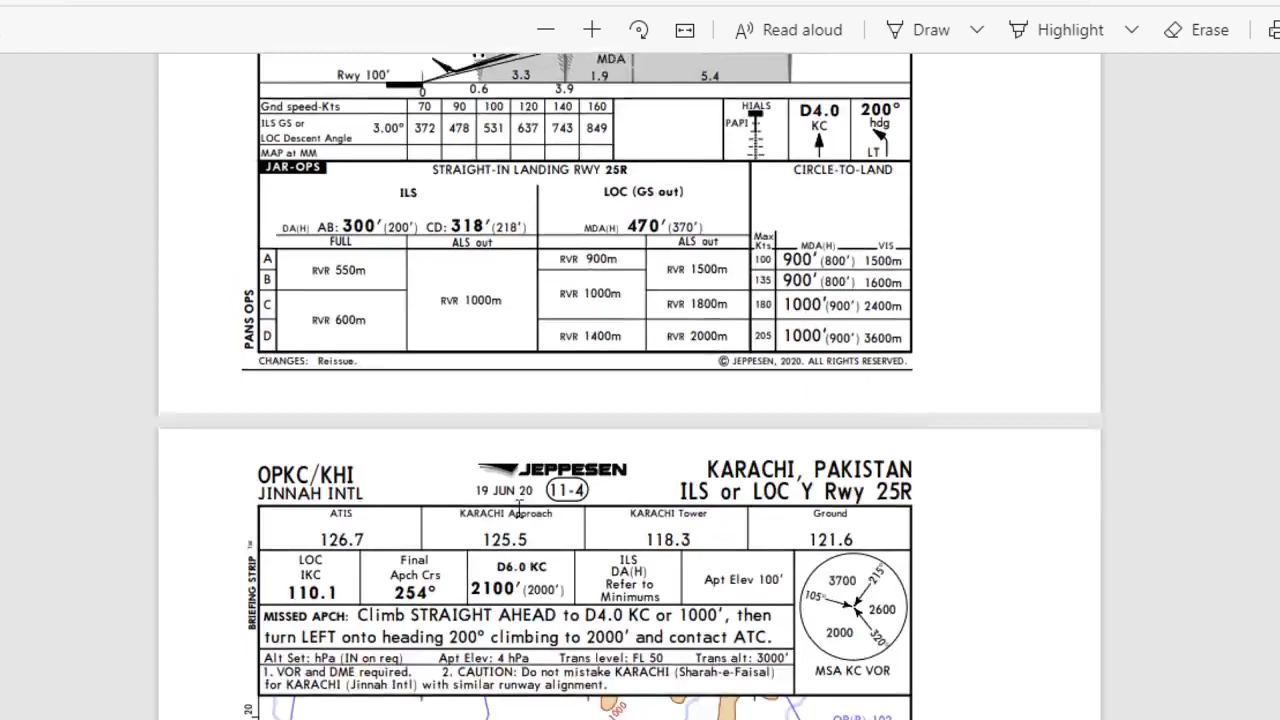 Read aloud
Draw
Highlight
Erase
MDA
Rwy 100' 3.3 1.9 5.4
0 0.6 3.9
Gnd speed-Kts 70 90 100 120 140 160
HIALS
PAPI
D4.0
KC
200°
hdg
LT
ILS GS or
LOC Descent Angle 3.00° 372 478 531 637 743 849
MAP at MM
JAR-OPS STRAIGHT-IN LANDING RWY 25R CIRCLE-TO-LAND
ILS LOC (GS out)
DA(H) AB: 300'(200') CD: 318'(218') MDA(H) 470'(370')
FULL ALS out ALS out
Max
Kts. MDA(H) VIS
A RVR 550m RVR 1000m RVR 900m RVR 1500m 100 900'(800') 1500m
B RVR 1000m 135 900'(800') 1600m
C RVR 600m RVR 1800m 180 1000'(900') 2400m
D RVR 1400m RVR 2000m 205 1000'(900') 3600m
PANS OPS
CHANGES: Reissue. © JEPPESEN, 2020. ALL RIGHTS RESERVED.
OPKC/KHI JEPPESEN KARACHI, PAKISTAN
JINNAH INTL 19 JUN 20 11-4 ILS or LOC Y Rwy 25R
ATIS KARACHI Approach KARACHI Tower Ground
126.7 125.5 118.3 121.6
BRIEFING STRIP TM
LOC
IKC
110.1
Final
Apch Crs
254°
D6.0 KC
2100'(2000')
ILS
DA(H)
Refer to
Minimums
Apt Elev 100'
3700
215°
105°
2600
2000
320°
MSA KC VOR
MISSED APCH: Climb STRAIGHT AHEAD to D4.0 KC or 1000', then
turn LEFT onto heading 200° climbing to 2000' and contact ATC.
Alt Set: hPa (IN on req) Apt Elev: 4 hPa Trans level: FL 50 Trans alt: 3000'
1. VOR and DME required. 2. CAUTION: Do not mistake KARACHI (Sharah-e-Faisal)
for KARACHI (Jinnah Intl) with similar runway alignment.
20
1000